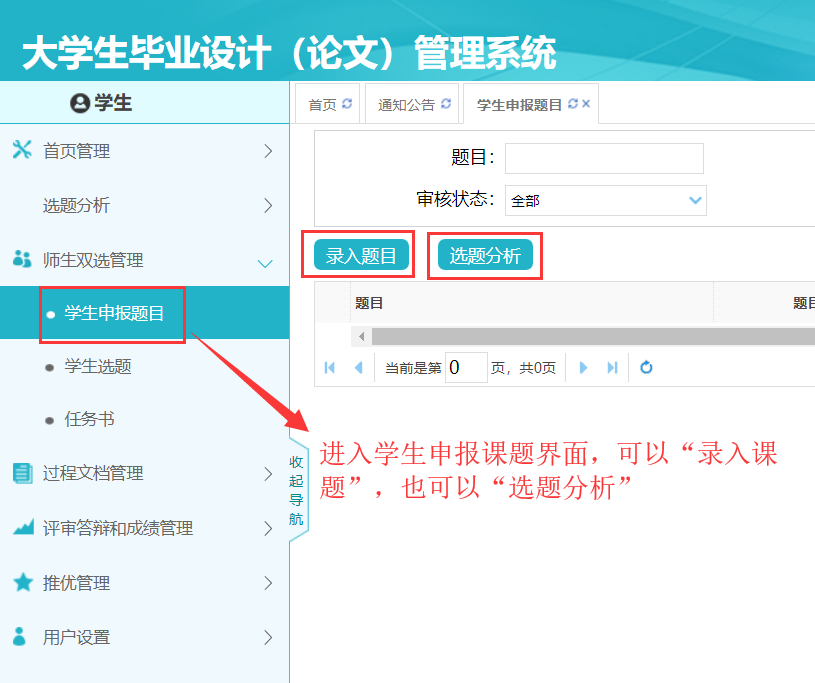 大学生毕业设计（论文）管理系统
学生
首页 通知公告 学生申报题目
首页管理
选题分析
师生双选管理
学生申报题目
学生选题
任务书
过程文档管理
评审答辩和成绩管理
推优管理
用户设置
题目：
审核状态： 全部
录入题目 选题分析
题目 题目
当前是第 0 页，共0页
收起导航
进入学生申报课题界面，可以“录入课
题”，也可以“选题分析”